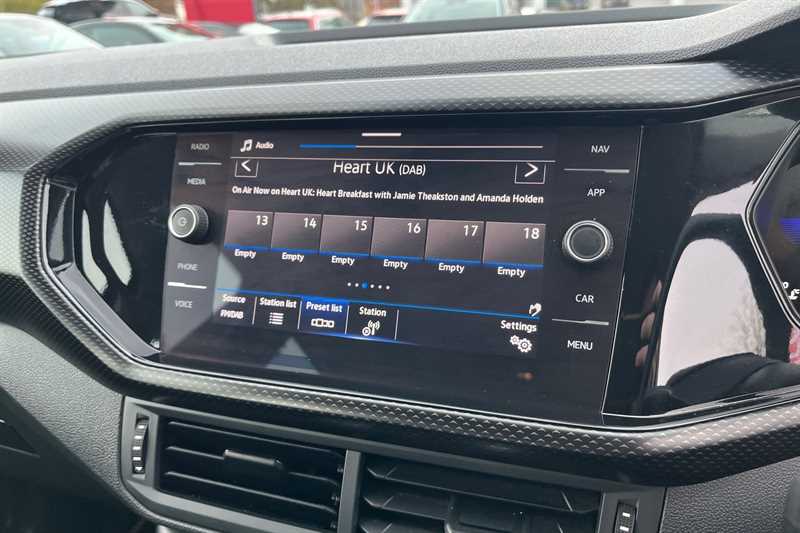 RADIO
MEDIA
PHONE
VOICE
Audio
Heart UK (DAB)
On Air Now on Heart UK: Heart Breakfast with Jamie Theakston and Amanda Holden
13 14 15 16 17 18
Empty Empty Empty Empty Empty Empty
Source Station list Preset list Station Settings
FM/DAB
NAV
APP
CAR
MENU